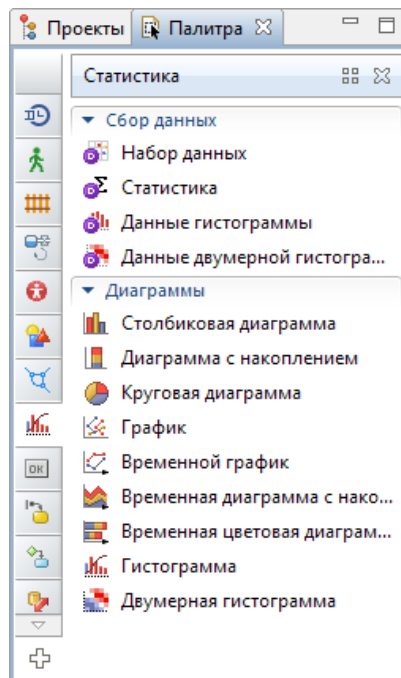 Проекты
Палитра
Статистика
Сбор данных
Набор данных
Статистика
Данные гистограммы
Данные двумерной гистогра...
Диаграммы
Столбиковая диаграмма
Диаграмма с накоплением
Круговая диаграмма
График
Временной график
Временная диаграмма с нако...
Временная цветовая диаграм...
Гистограмма
Двумерная гистограмма
OK